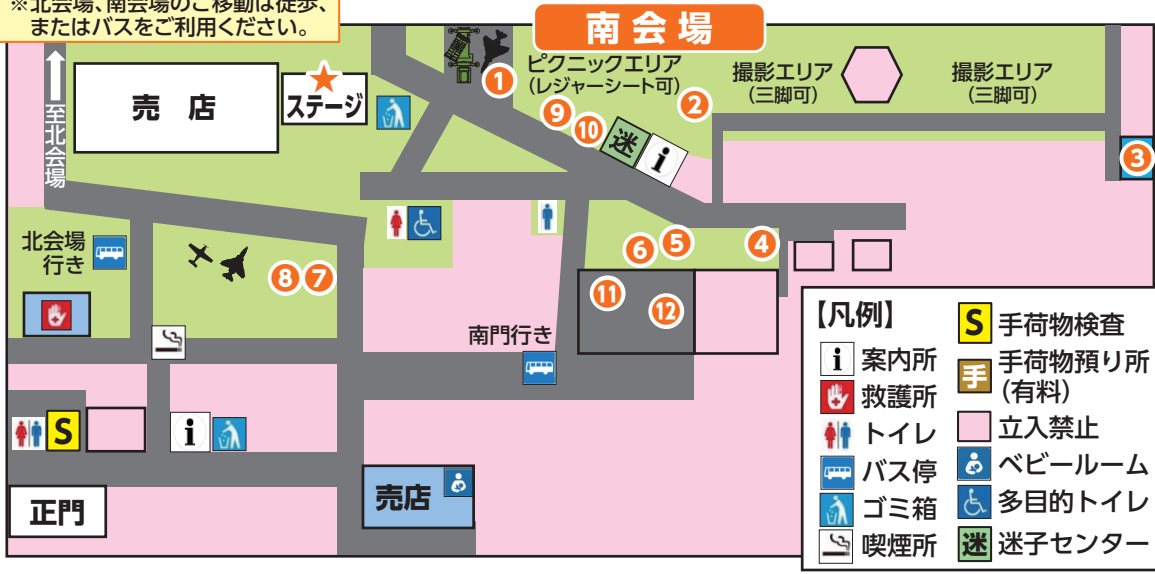 ※北会場、南会場のご移動は徒歩、
またはバスをご利用ください。
南会場
至北会場
売店
ステージ
①
ピクニックエリア
(レジャーシート可)
②
撮影エリア
(三脚可)
撮影エリア
(三脚可)
⑨
⑩
迷
i
③
北会場
行き
⑧
⑦
⑥
⑤
④
⑪
⑫
南門行き
S
i
正門
売店
【凡例】
i 案内所
救護所
トイレ
バス停
ゴミ箱
喫煙所
S 手荷物検査
手 手荷物預り所
(有料)
立入禁止
ベビールーム
多目的トイレ
迷 迷子センター